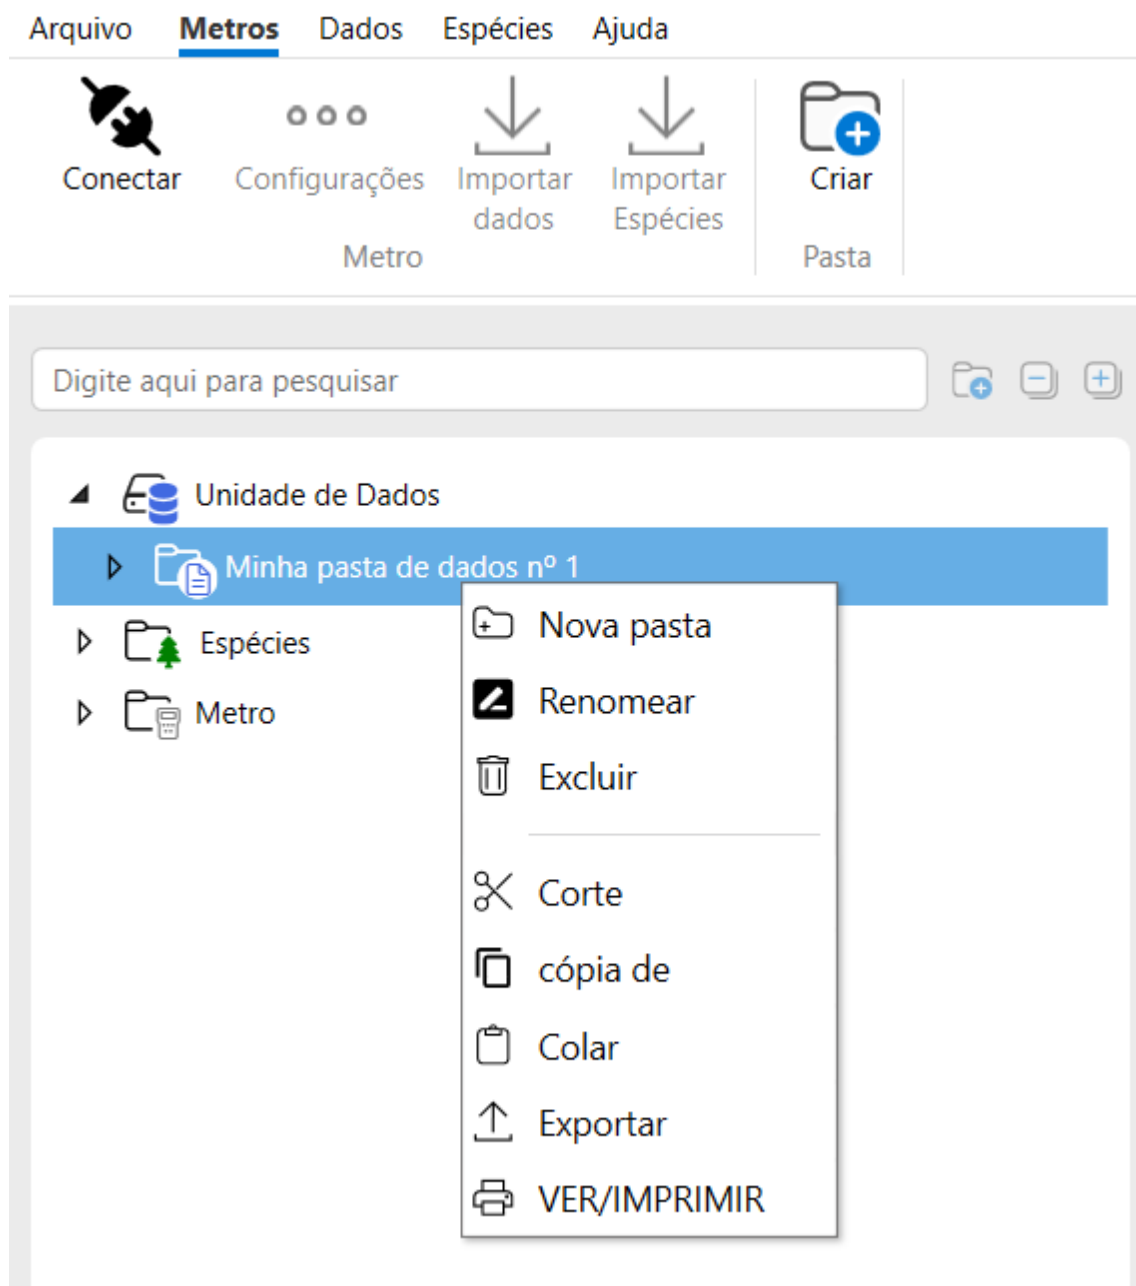 Arquivo Metros Dados Espécies Ajuda
Conectar Configurações Importar dados Importar Espécies Criar
Metro Pasta
Digite aqui para pesquisar
Unidade de Dados
Minha pasta de dados nº 1
Espécies
Metro
Nova pasta
Renomear
Excluir
Corte
cópia de
Colar
Exportar
VER/IMPRIMIR